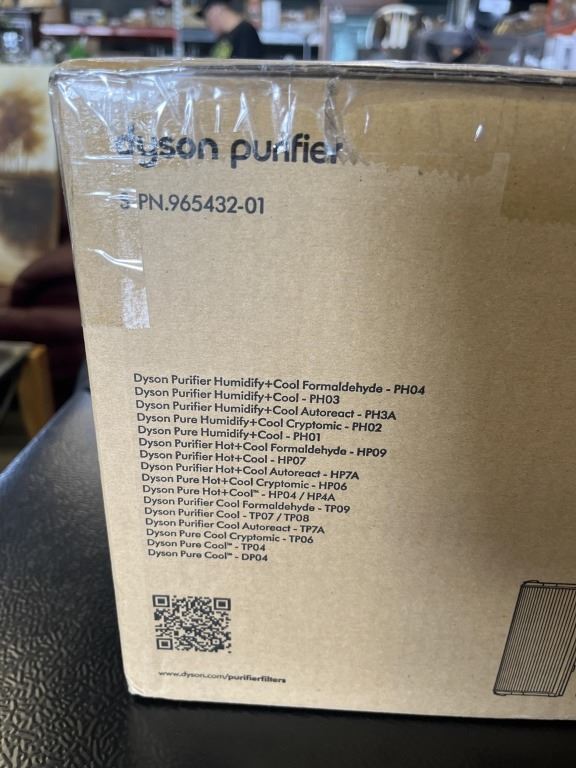 dyson purifier
S-PN.965432-01
Dyson Purifier Humidify+Cool Formaldehyde - PH04
Dyson Purifier Humidify+Cool - PH03
Dyson Purifier Humidify+Cool Autoreact - PH3A
Dyson Pure Humidify+Cool Cryptomic - PH02
Dyson Pure Humidify+Cool - PH01
Dyson Purifier Hot+Cool Formaldehyde - HP09
Dyson Purifier Hot+Cool - HP07
Dyson Purifier Hot+Cool Autoreact - HP7A
Dyson Pure Hot+Cool Cryptomic - HP06
Dyson Pure Hot+Cool™ - HP04 / HP4A
Dyson Purifier Cool Formaldehyde - TP09
Dyson Purifier Cool - TP07 / TP08
Dyson Purifier Cool Autoreact - TP7A
Dyson Pure Cool Cryptomic - TP06
Dyson Pure Cool™ - TP04
Dyson Pure Cool™ - DP04
www.dyson.com/purifierfilters